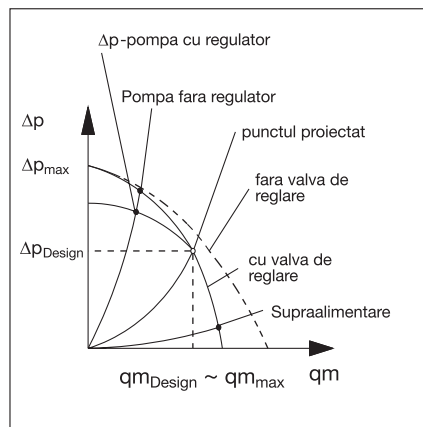 Δp-pompa cu regulator
Pompa fara regulator
Δp
punctul proiectat
Δpmax
fara valva de
reglare
ΔpDesign
cu valva de
reglare
Supraalimentare
qmDesign ~ qmmax
qm